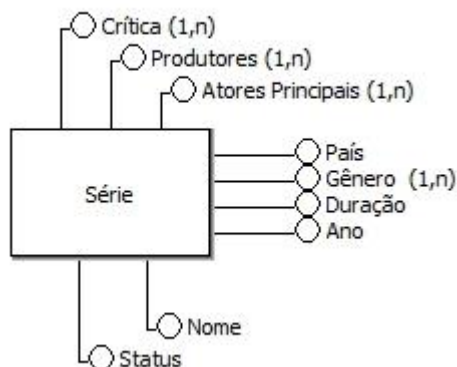 Crítica (1,n)
Produtores (1,n)
Atores Principais (1,n)
Série
País
Gênero (1,n)
Duração
Ano
Nome
Status